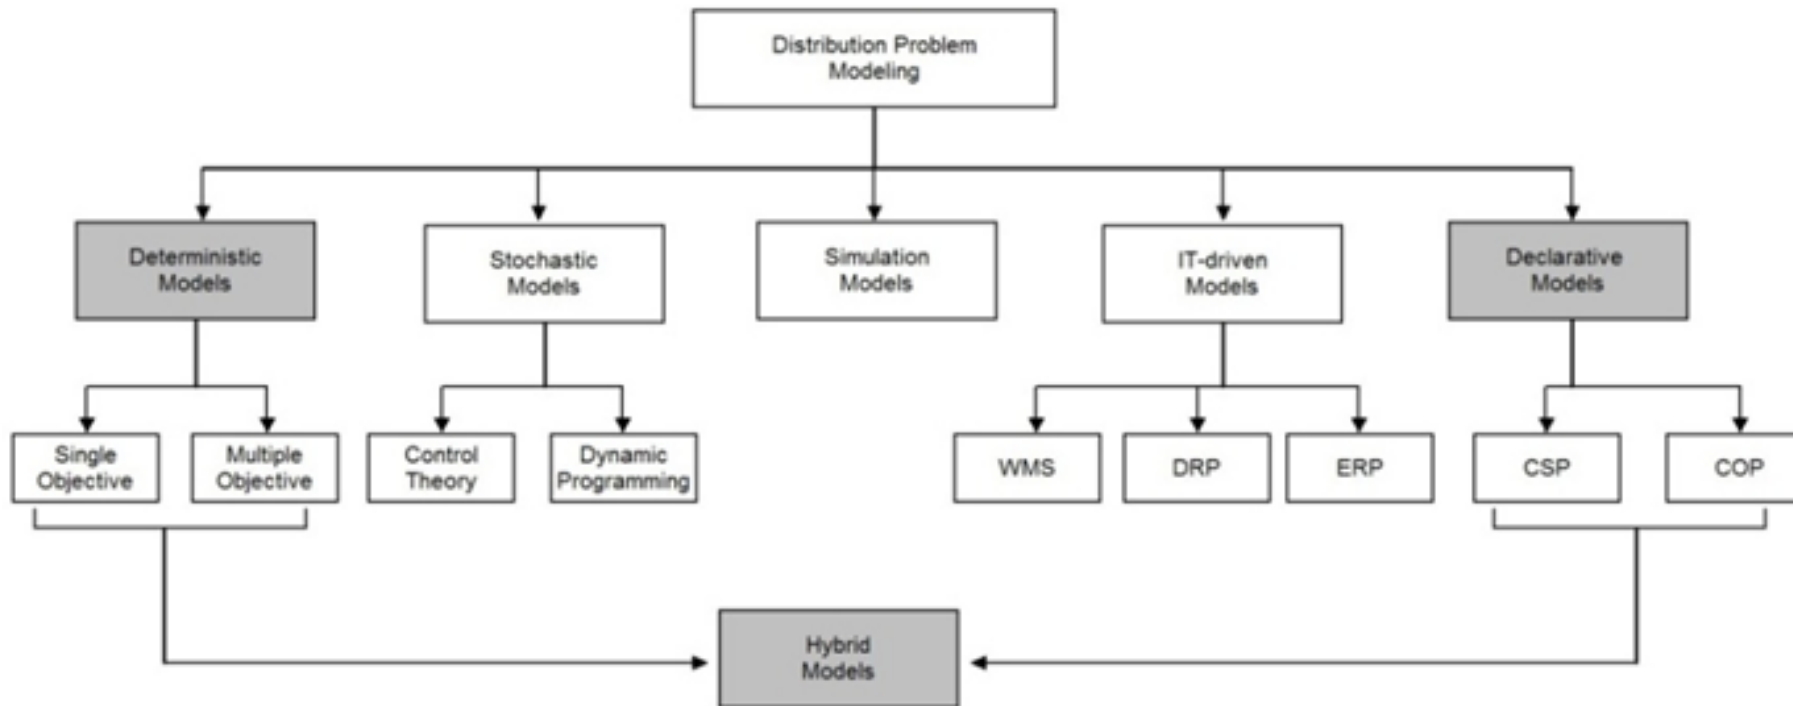 Distribution Problem
Modeling
Deterministic
Models
Stochastic
Models
Simulation
Models
IT-driven
Models
Declarative
Models
Single
Objective
Multiple
Objective
Control
Theory
Dynamic
Programming
WMS
DRP
ERP
CSP
COP
Hybrid
Models